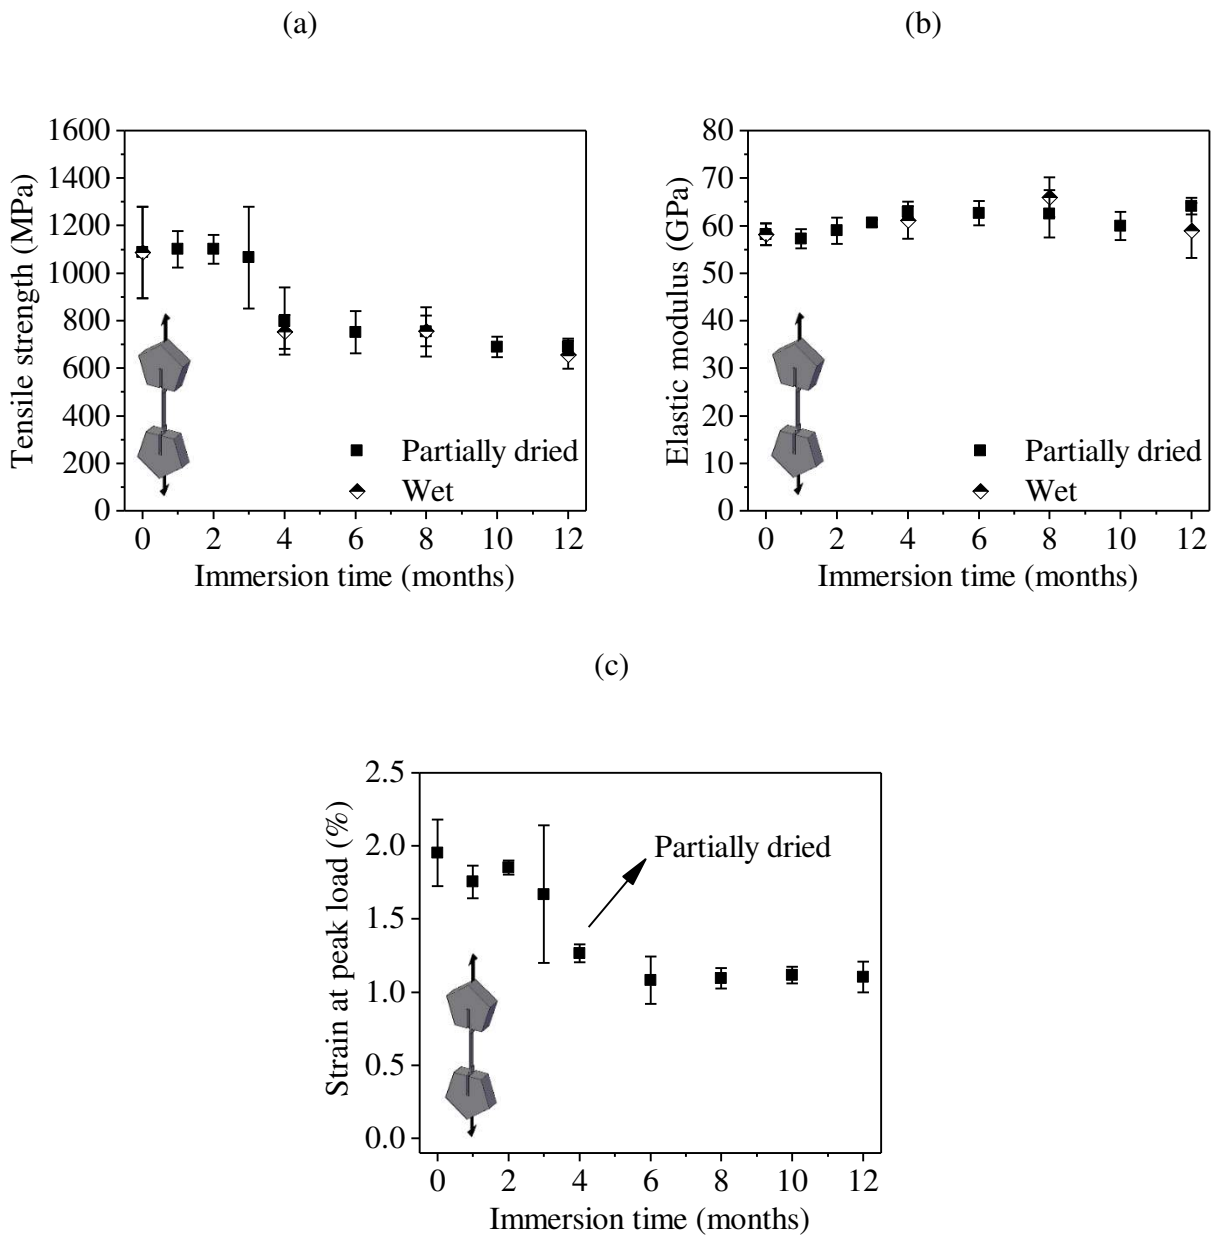 (a)
(b)
1600
1400
1200
1000
800
600
400
200
0
Tensile strength (MPa)
Partially dried
Wet
0 2 4 6 8 10 12
Immersion time (months)
80
70
60
50
40
30
20
10
0
Elastic modulus (GPa)
Partially dried
Wet
0 2 4 6 8 10 12
Immersion time (months)
(c)
2.5
2.0
1.5
1.0
0.5
0.0
Strain at peak load (%)
Partially dried
0 2 4 6 8 10 12
Immersion time (months)